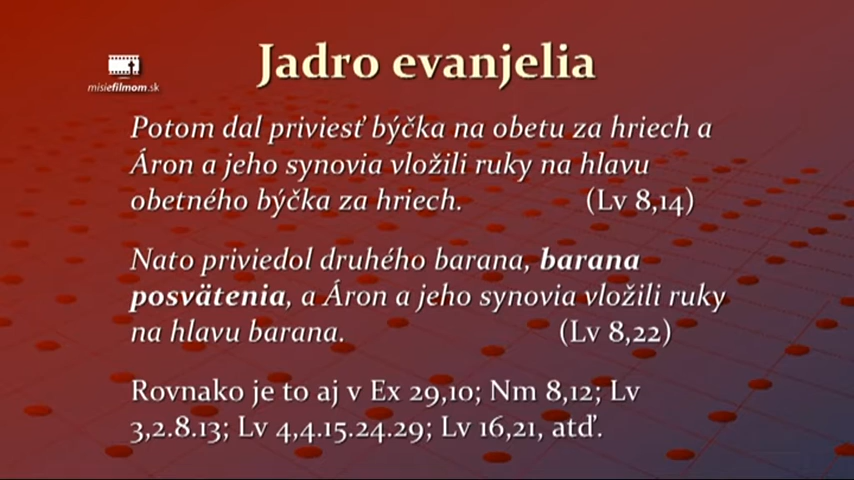 Jadro evanjelia
misiefilmom.sk
Potom dal priviesť býčka na obetu za hriech a
Áron a jeho synovia vložili ruky na hlavu
obetného býčka za hriech. (Lv 8,14)
Nato priviedol druhého barana, barana
posvätenia, a Áron a jeho synovia vložili ruky
na hlavu barana. (Lv 8,22)
Rovnako je to aj v Ex 29,10; Nm 8,12; Lv
3,2.8.13; Lv 4,4.15.24.29; Lv 16,21, atď.